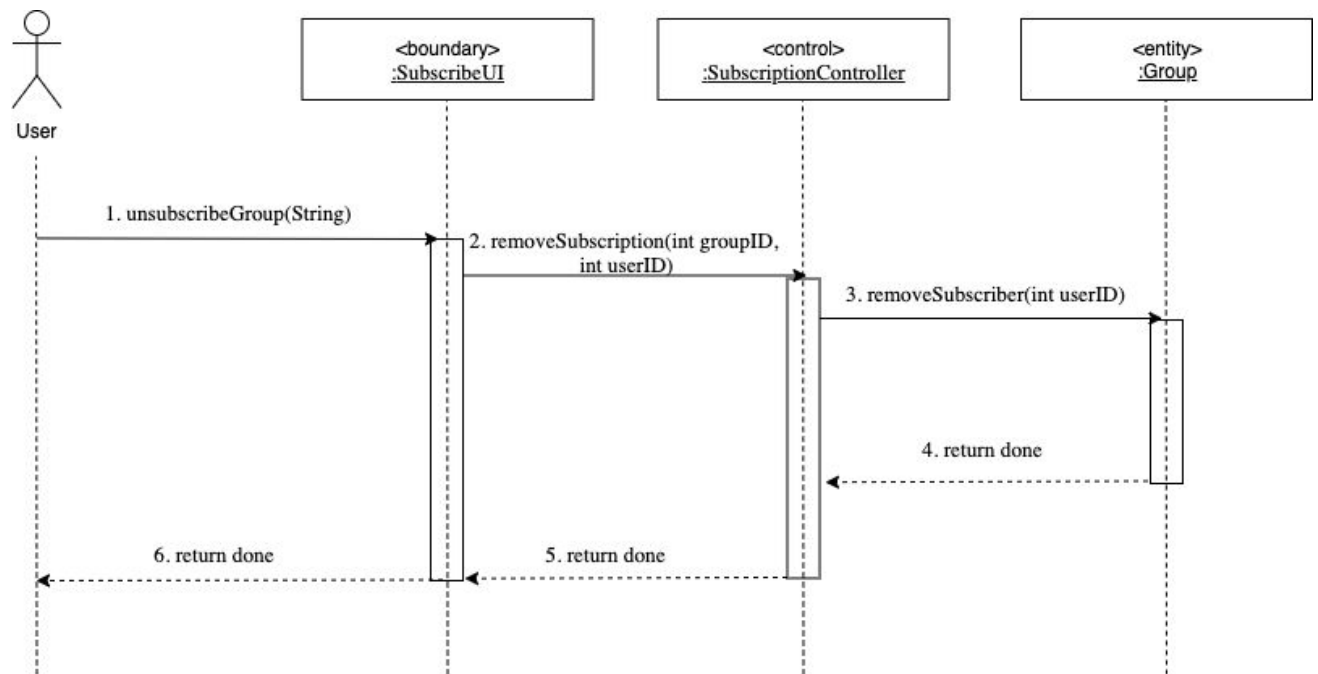 <boundary>
:SubscribeUI
<control>
:SubscriptionController
<entity>
:Group
User
1. unsubscribeGroup(String)
2. removeSubscription(int groupID,
int userID)
3. removeSubscriber(int userID)
4. return done
6. return done
5. return done